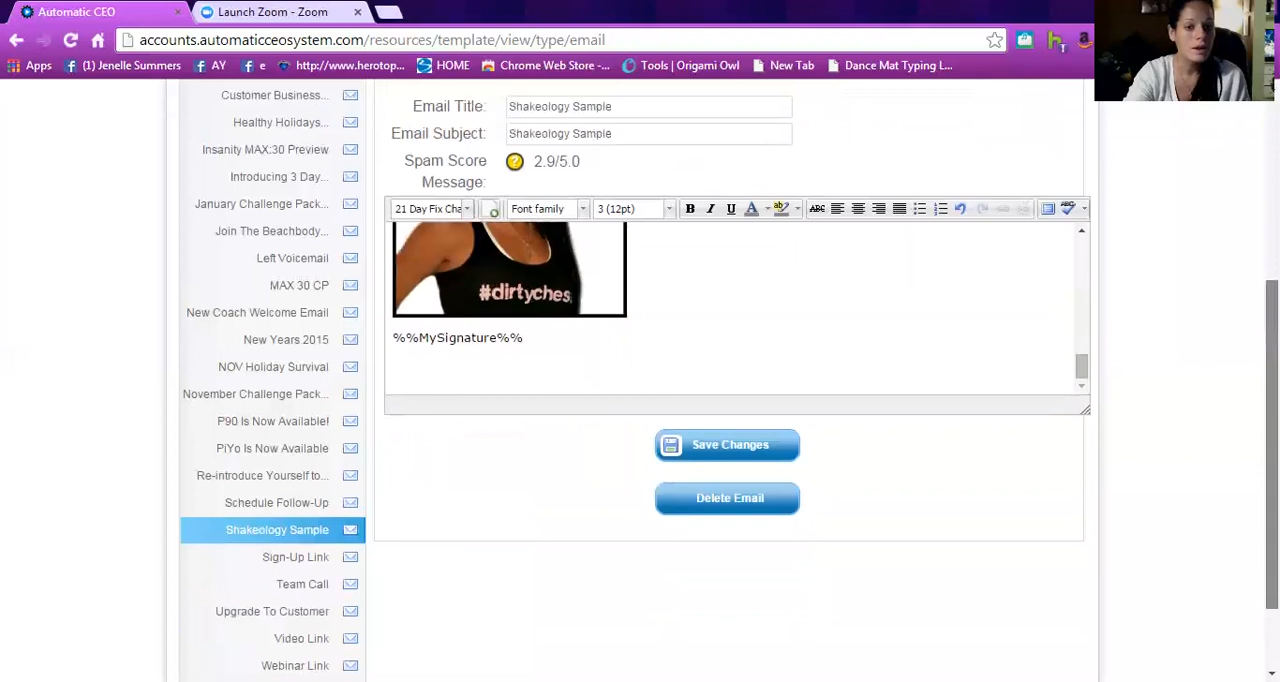 Automatic CEO
Launch Zoom - Zoom
accounts.automaticceosystem.com/resources/template/view/type/email
Apps (1) Jenelle Summers AY e http://www.herotop... HOME Chrome Web Store -... Tools | Origami Owl New Tab Dance Mat Typing L...
Customer Business...
Healthy Holidays...
Insanity MAX:30 Preview
Introducing 3 Day...
January Challenge Pack...
Join The Beachbody...
Left Voicemail
MAX 30 CP
New Coach Welcome Email
New Years 2015
NOV Holiday Survival
November Challenge Pack...
P90 Is Now Available!
PiYo Is Now Available
Re-introduce Yourself to...
Schedule Follow-Up
Shakeology Sample
Sign-Up Link
Team Call
Upgrade To Customer
Video Link
Webinar Link
Email Title: Shakeology Sample
Email Subject: Shakeology Sample
Spam Score 2.9/5.0
Message:
21 Day Fix Cha Font family 3 (12pt) B I U A ABC
#dirtyches
%%MySignature%%
Save Changes
Delete Email